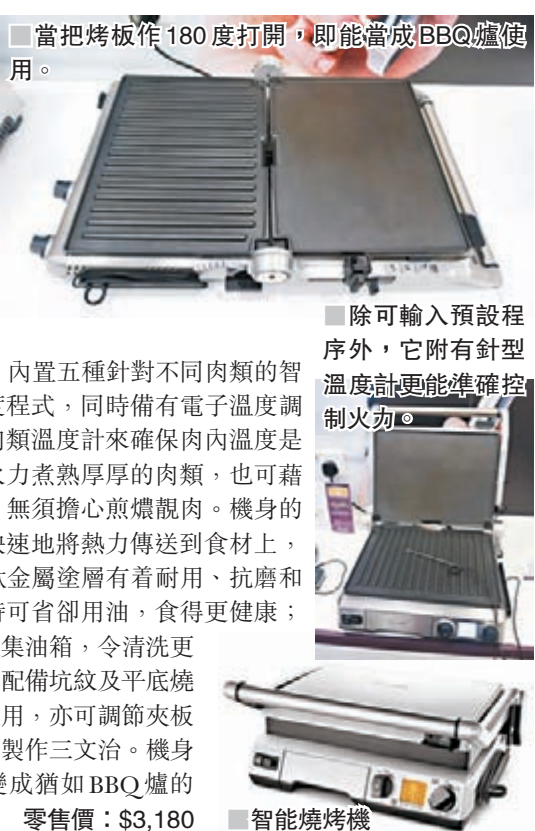 ■當把烤板作180度打開，即能當成BBQ爐使
用。
■除可輸入預設程
序外，它附有針型
溫度計更能準確控
制火力。
內置五種針對不同肉類的智
度程式，同時備有電子溫度調
肉類溫度計來確保肉內溫度是
火力煮熟厚厚的肉類，也可藉
無須擔心煎燶靚肉。機身的
快速地將熱力傳送到食材上，
鈦金屬塗層有着耐用、抗磨和
時可省卻用油，食得更健康；
集油箱，令清洗更
配備坑紋及平底燒
用，亦可調節夾板
製作三文治。機身
變成猶如BBQ爐的
零售價：$3,180
■智能燒烤機